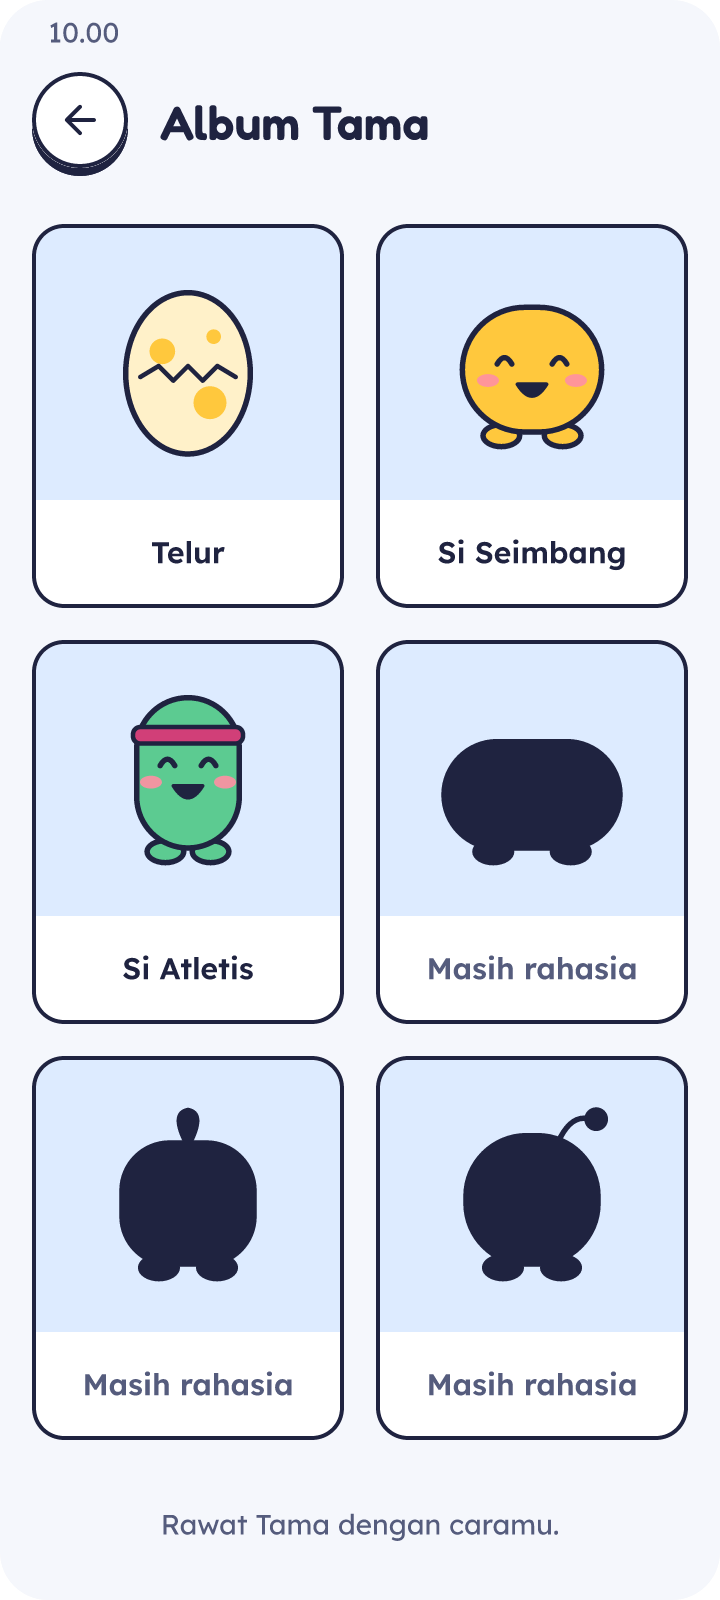 10.00
Album Tama
Telur
Si Seimbang
Si Atletis
Masih rahasia
Masih rahasia
Masih rahasia
Rawat Tama dengan caramu.